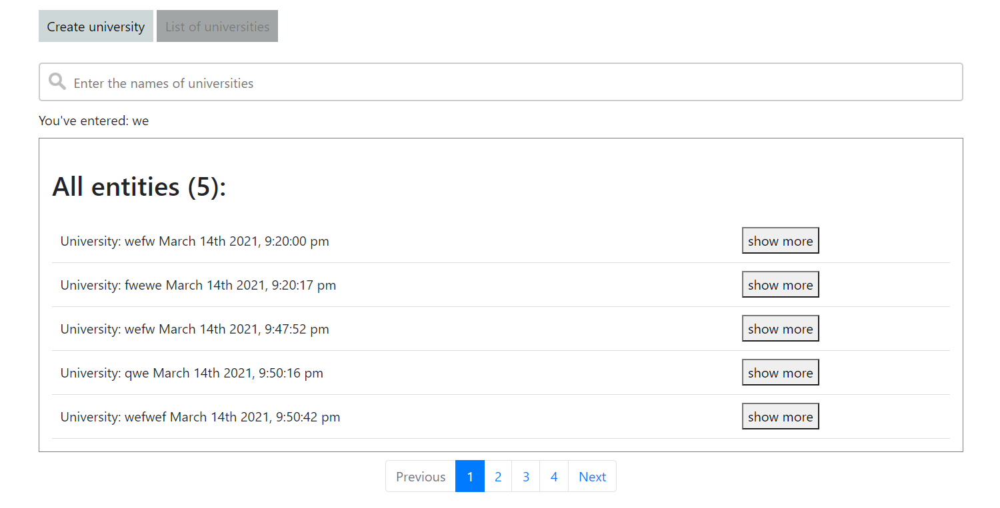 Create university List of universities
Enter the names of universities
You've entered: we
All entities (5):
University: wefw March 14th 2021, 9:20:00 pm show more
University: fwewe March 14th 2021, 9:20:17 pm show more
University: wefw March 14th 2021, 9:47:52 pm show more
University: qwe March 14th 2021, 9:50:16 pm show more
University: wefwef March 14th 2021, 9:50:42 pm show more
Previous 1 2 3 4 Next